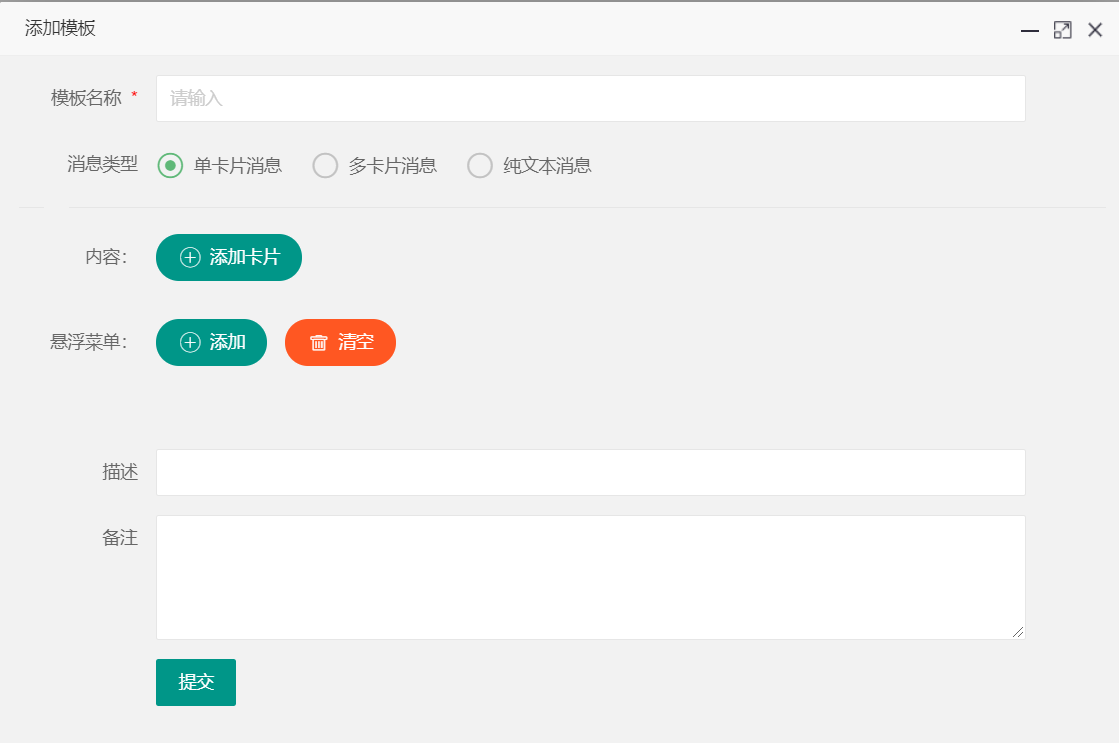 添加模板
模板名称 *
请输入
消息类型 单卡片消息 多卡片消息 纯文本消息
内容： 添加卡片
悬浮菜单： 添加 清空
描述
备注
提交